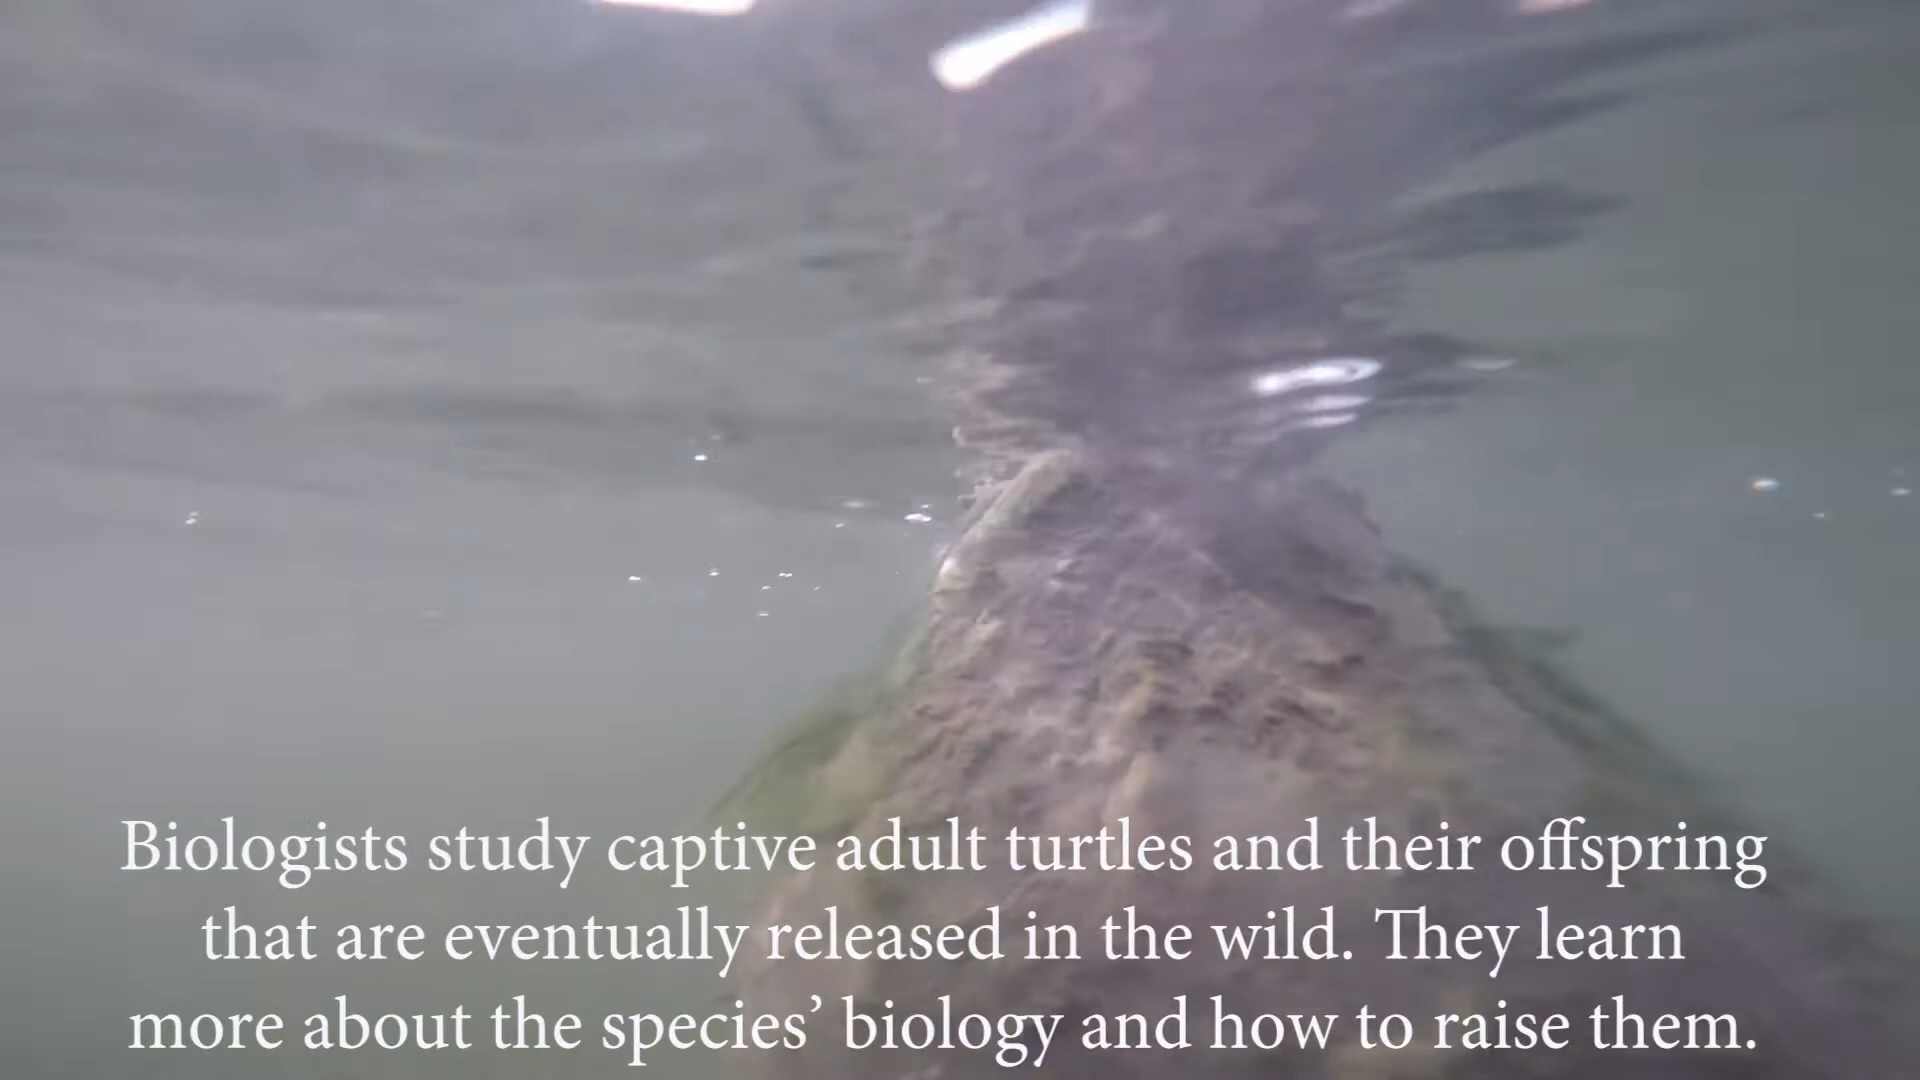 Biologists study captive adult turtles and their offspring
that are eventually released in the wild. They learn
more about the species’ biology and how to raise them.